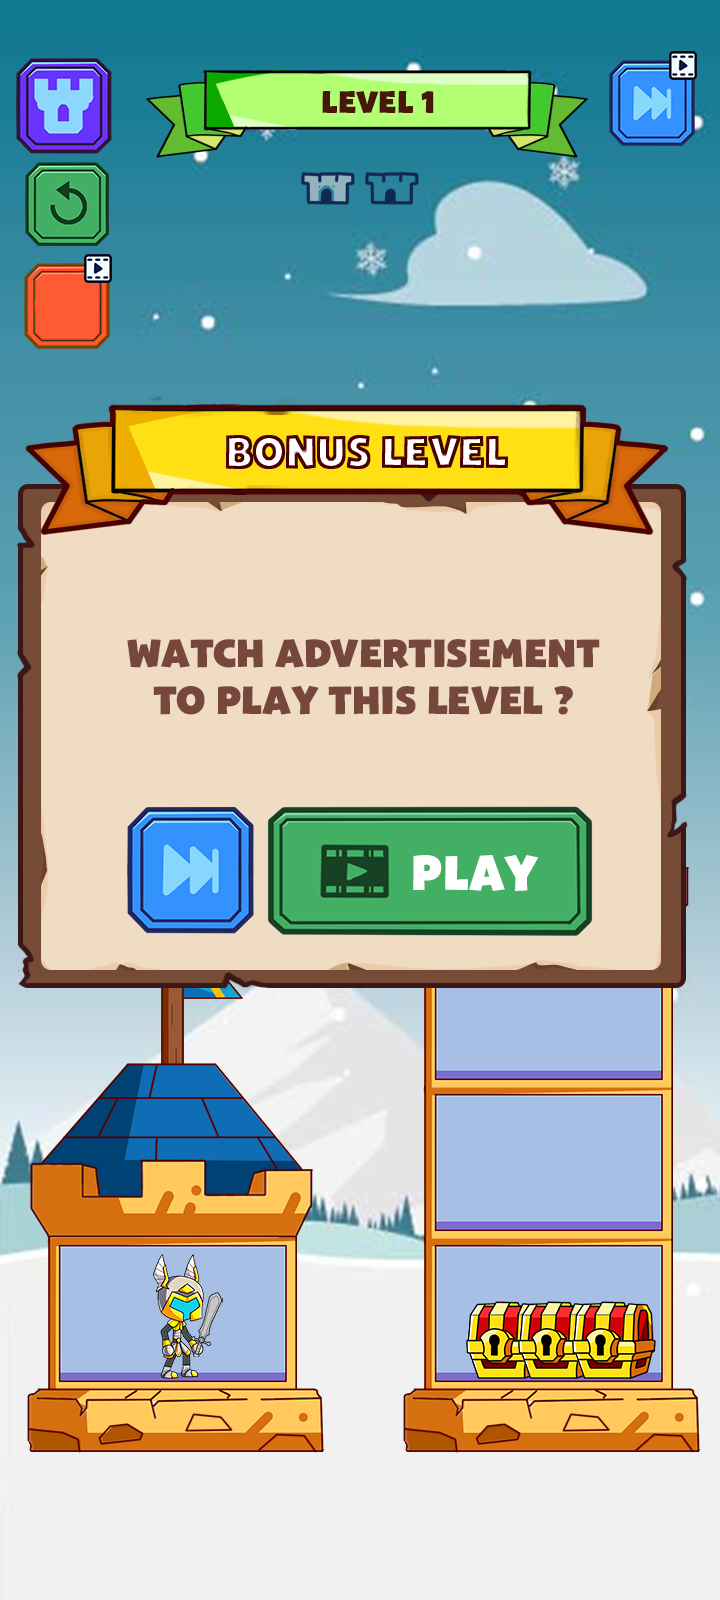 LEVEL 1
BONUS LEVEL
WATCH ADVERTISEMENT
TO PLAY THIS LEVEL ?
PLAY